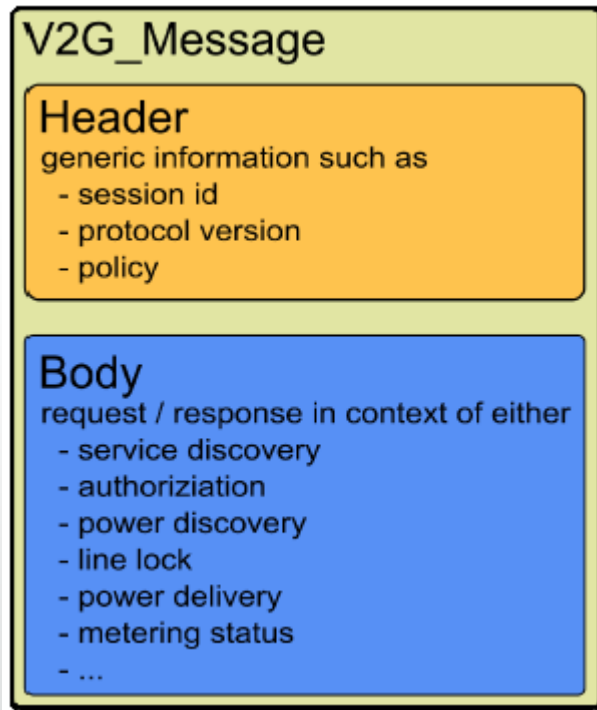 V2G_Message
Header
generic information such as
- session id
- protocol version
- policy
Body
request / response in context of either
- service discovery
- authoriziation
- power discovery
- line lock
- power delivery
- metering status
- ...